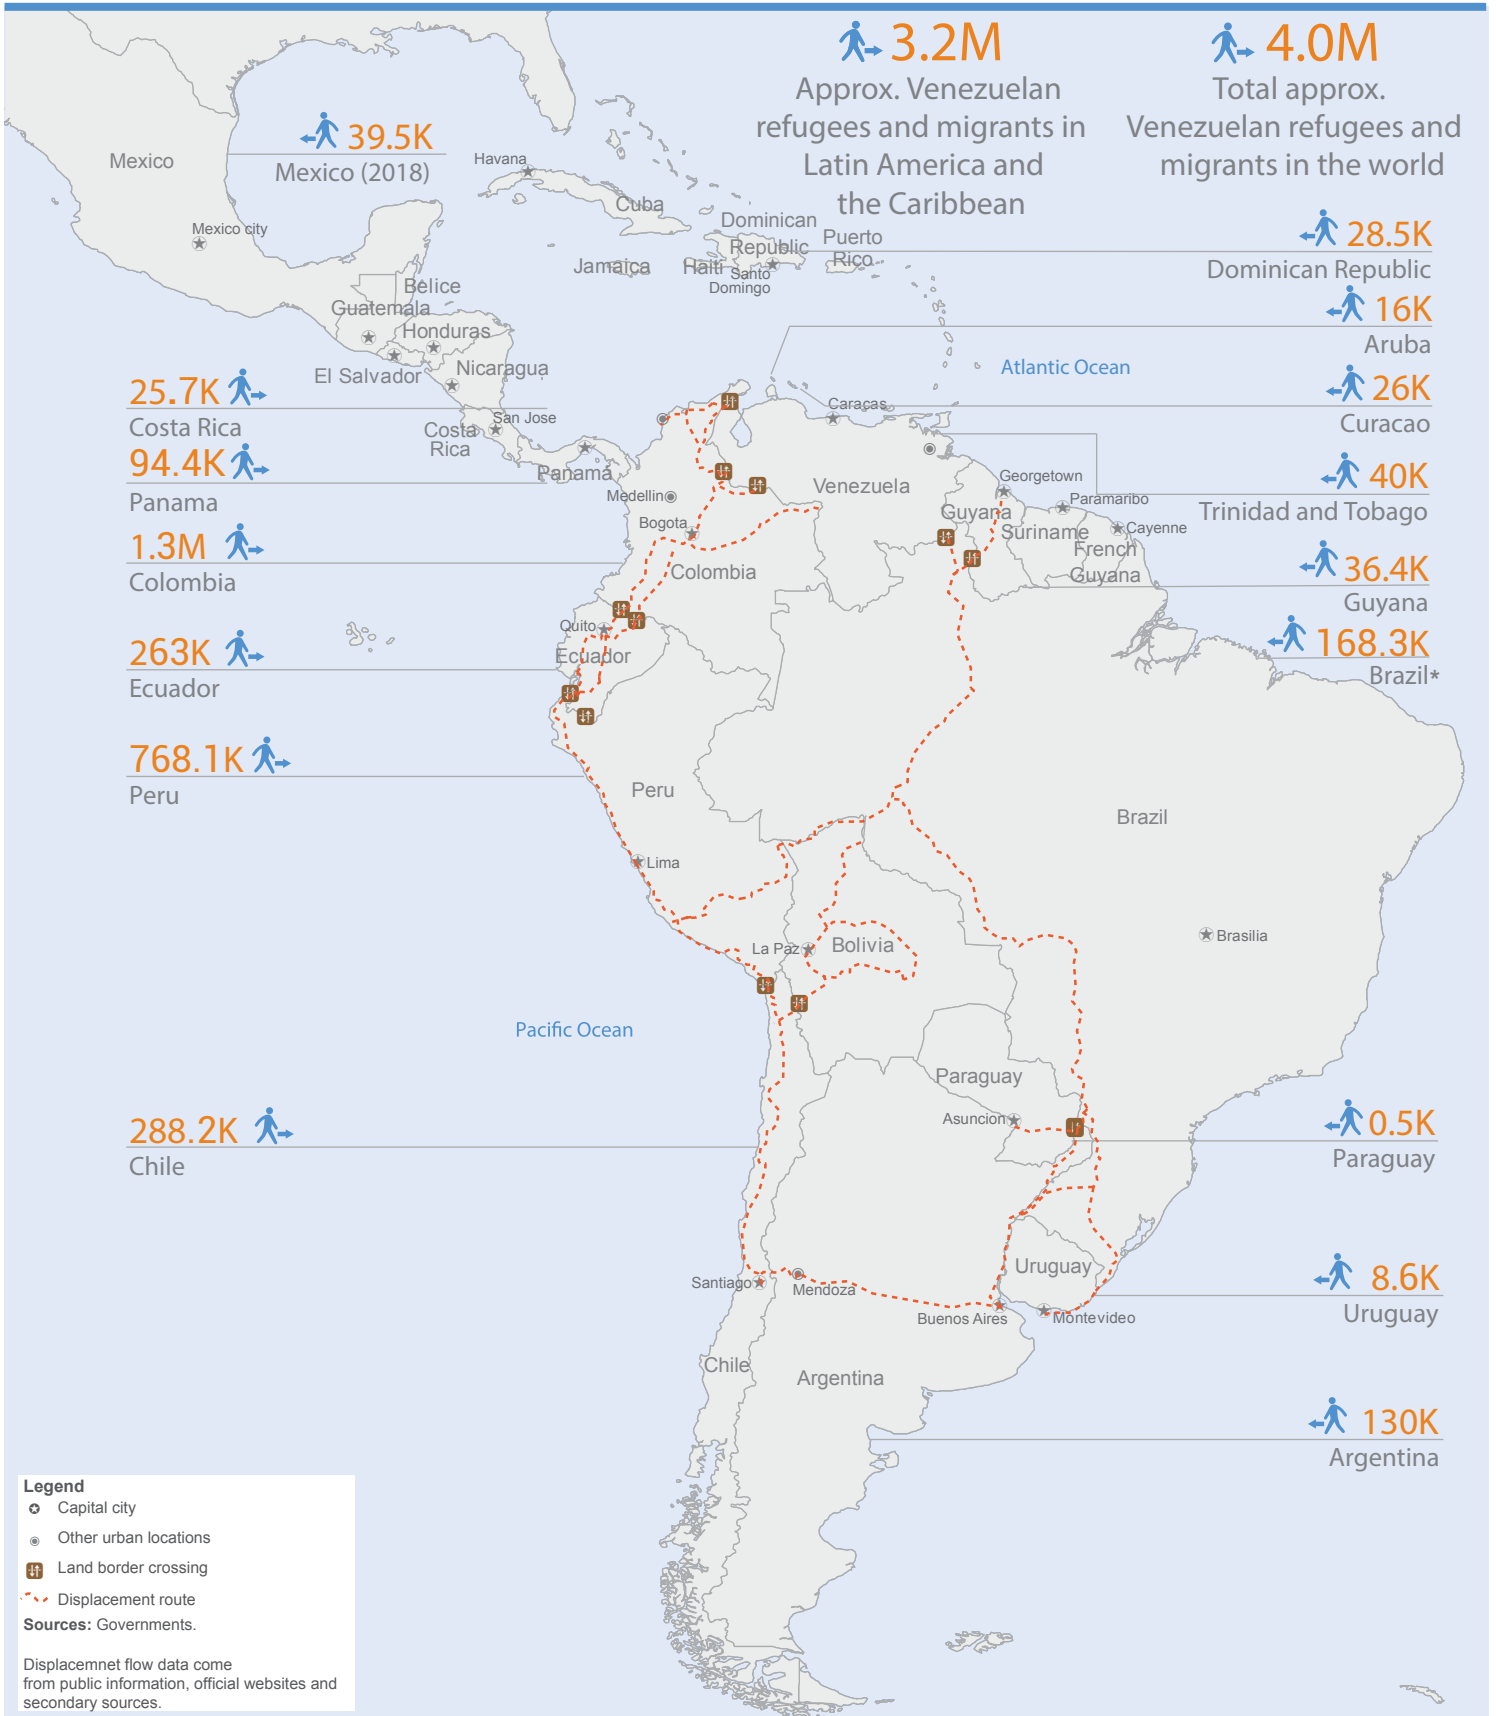 3.2M
Approx. Venezuelan
refugees and migrants in
Latin America and
the Caribbean
4.0M
Total approx.
Venezuelan refugees and
migrants in the world
39.5K
Mexico (2018)
Mexico
Mexico city
Havana
Cuba
Dominican
Republic
Puerto
Rico
Jamaica
Haiti
Santo
Domingo
28.5K
Dominican Republic
Belice
Guatemala
Honduras
El Salvador
Nicaragua
16K
Aruba
Atlantic Ocean
25.7K
Costa Rica
San Jose
Costa
Rica
Caracas
26K
Curacao
94.4K
Panama
Panamá
Medellin
Venezuela
Georgetown
40K
Trinidad and Tobago
Bogota
Guyana
Paramaribo
Suriname
Cayenne
French
Guyana
1.3M
Colombia
Colombia
36.4K
Guyana
Quito
Ecuador
263K
Ecuador
168.3K
Brazil*
768.1K
Peru
Peru
Brazil
Lima
La Paz
Bolivia
Brasilia
Pacific Ocean
Paraguay
Asuncion
288.2K
Chile
0.5K
Paraguay
Santiago
Mendoza
Uruguay
Buenos Aires
Montevideo
8.6K
Uruguay
Chile
Argentina
130K
Argentina
Legend
Capital city
Other urban locations
Land border crossing
Displacement route
Sources: Governments.
Displacemnet flow data come
from public information, official websites and
secondary sources.